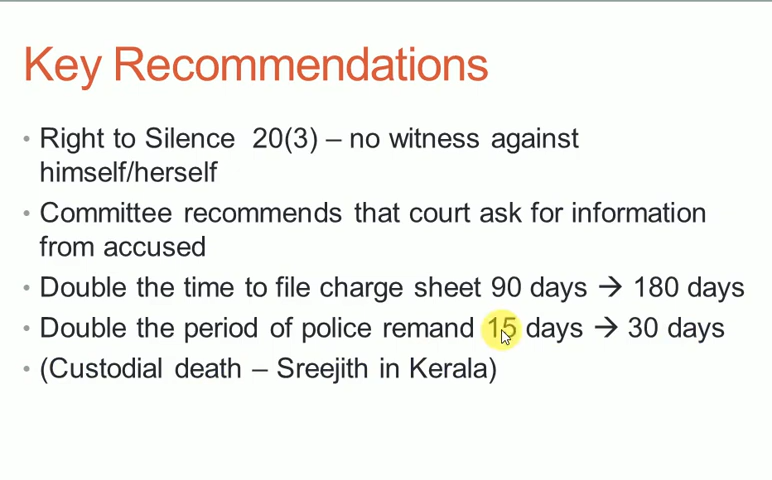 Key Recommendations
• Right to Silence 20(3) – no witness against
himself/herself
• Committee recommends that court ask for information
from accused
• Double the time to file charge sheet 90 days → 180 days
• Double the period of police remand 15 days → 30 days
• (Custodial death – Sreejith in Kerala)